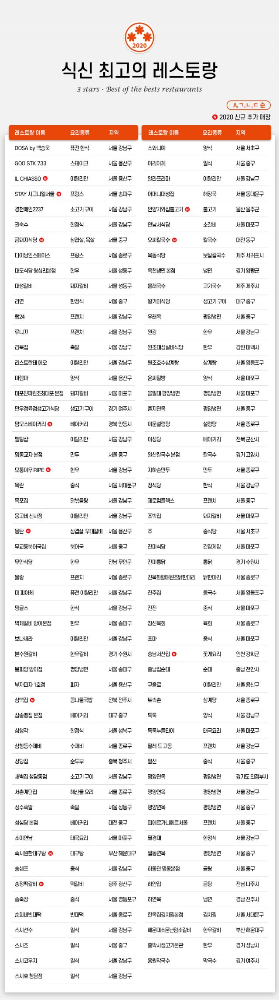 2020
식신 최고의 레스토랑
3 stars · Best of the bests restaurants
A,ㄱ,ㄴ,ㄷ 순
N 2020 신규 추가 매장
레스토랑 이름 요리종류 지역
DOSA by 백승욱 퓨전 한식 서울 강남구
GOO STK 733 스테이크 서울 용산구
IL CHIASSO N 이탈리안 서울 용산구
STAY 시그니엘서울 N 프랑스 서울 송파구
경천애인2237 소고기 구이 서울 강남구
권숙수 한정식 서울 강남구
금돼지식당 N 삼겹살, 목살 서울 중구
다이닝인스페이스 프랑스 서울 종로구
대도식당 왕십리본점 한우 서울 성동구
대성갈비 돼지갈비 서울 성동구
라연 한정식 서울 중구
랩24 프렌치 서울 강남구
류니끄 프렌치 서울 강남구
리북집 족발 서울 강남구
리스토란테 에오 이탈리안 서울 강남구
마렘마 양식 서울 용산구
마포진짜원조최대포 본점 돼지갈비 서울 마포구
만우정육점생고기식당 생고기 구이 경기 여주시
맘모스베이커리 N 베이커리 경북 안동시
멜팅샵 이탈리안 서울 강남구
명동교자 본점 만두 서울 중구
모퉁이우 RIPE N 한우 서울 강남구
목란 중식 서울 서대문구
목포집 닭볶음탕 서울 강남구
몽고네 신사점 이탈리안 서울 강남구
몽탄 N 삼겹살, 우대갈비 서울 용산구
무교동북어국집 북어국 서울 중구
무안식당 한우 전남 무안군
물랑 프렌치 서울 종로구
미 피아체 퓨전 이탈리안 서울 강남구
밍글스 한식 서울 강남구
벽제갈비 방이본점 한우 서울 송파구
보나세라 이탈리안 서울 강남구
본수원갈비 한우갈비 경기 수원시
봉피양 방이점 평양냉면 서울 송파구
부자피자 1호점 피자 서울 용산구
삼백집 N 콩나물국밥 전북 전주시
삼송빵집 본점 베이커리 대구 중구
삼청각 한정식 서울 성북구
삼청동수제비 수제비 서울 종로구
상당집 순두부 충북 청주시
새벽집 청담동점 소고기 구이 서울 강남구
서촌계단집 해산물 요리 서울 종로구
성수족발 족발 서울 성동구
성심당 본점 베이커리 대전 중구
소이연남 태국요리 서울 마포구
속시원한대구탕 N 대구탕 부산 해운대구
송쉐프 중식 서울 강남구
송정떡갈비 N 떡갈비 광주 광산구
송죽장 중식 서울 영등포구
순희네빈대떡 빈대떡 서울 종로구
스시선수 일식 서울 강남구
스시조 일식 서울 중구
스시코우지 일식 서울 강남구
스시효 청담점 일식 서울 강남구
레스토랑 이름 요리종류 지역
스와니예 양식 서울 서초구
아리아께 일식 서울 중구
알라프리마 이탈리안 서울 강남구
어머니대성집 해장국 서울 동대문구
언양기와집불고기 N 불고기 울산 울주군
연남서식당 소갈비 서울 마포구
오씨칼국수 N 칼국수 대전 동구
옥돔식당 보말칼국수 제주 서귀포시
옥천냉면 본점 냉면 경기 양평군
올래국수 고기국수 제주 제주시
왕거미식당 생고기 구이 대구 중구
우래옥 평양냉면 서울 중구
원강 한우 서울 강남구
원조태성실비식당 한우 강원 태백시
원조호수삼계탕 삼계탕 서울 영등포구
윤씨밀방 양식 서울 마포구
을밀대 평양냉면 평양냉면 서울 마포구
을지면옥 평양냉면 서울 중구
이문설렁탕 설렁탕 서울 종로구
이성당 베이커리 전북 군산시
일산칼국수 본점 칼국수 경기 고양시
자하손만두 만두 서울 종로구
정식당 한식 서울 강남구
제로컴플렉스 프렌치 서울 중구
조박집 돼지갈비 서울 마포구
주 중식당 서울 서초구
진미식당 간장게장 서울 마포구
진미통닭 통닭 경기 수원시
진옥화할매원조닭한마리 닭한마리 서울 종로구
진주집 콩국수 서울 영등포구
진진 중식 서울 마포구
창신육회 육회 서울 종로구
초마 중식 서울 마포구
충남서산집 N 꽃게요리 인천 강화군
충남집순대 순대 충남 천안시
쿠촐로 이탈리안 서울 용산구
토속촌 삼계탕 서울 종로구
톡톡 양식 서울 강남구
툭툭누들타이 태국요리 서울 마포구
팔레 드 고몽 프렌치 서울 강남구
팔선 중식 서울 중구
평양면옥 평양냉면 경기도 의정부시
평양면옥 평양냉면 서울 강남구
평양면옥 평양냉면 서울 중구
피에르가니에르서울 프렌치 서울 중구
필경재 한정식 서울 강남구
필동면옥 평양냉면 서울 중구
하동관 명동본점 곰탕 서울 중구
하얀집 곰탕 전남 나주시
하연옥 냉면 경남 진주시
한옥집김치찜본점 김치찜 서울 서대문구
해운대소문난암소갈비 한우갈비 부산 해운대구
홍박사생고기본관 한우 경기 성남시
홍원막국수 막국수 경기 여주시